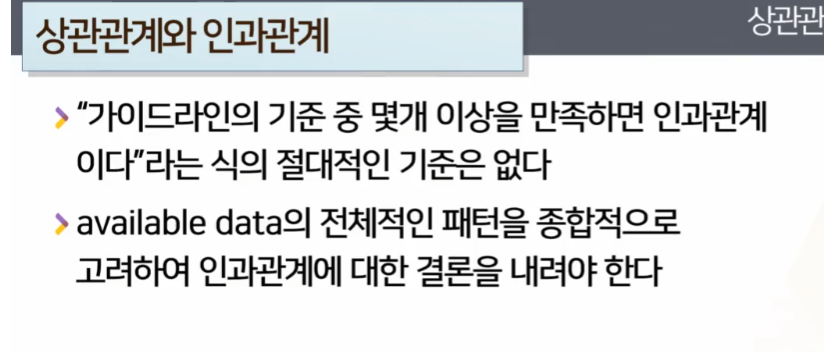 상관관계와 인과관계
상관관
“가이드라인의 기준 중 몇개 이상을 만족하면 인과관계
이다”라는 식의 절대적인 기준은 없다
available data의 전체적인 패턴을 종합적으로
고려하여 인과관계에 대한 결론을 내려야 한다